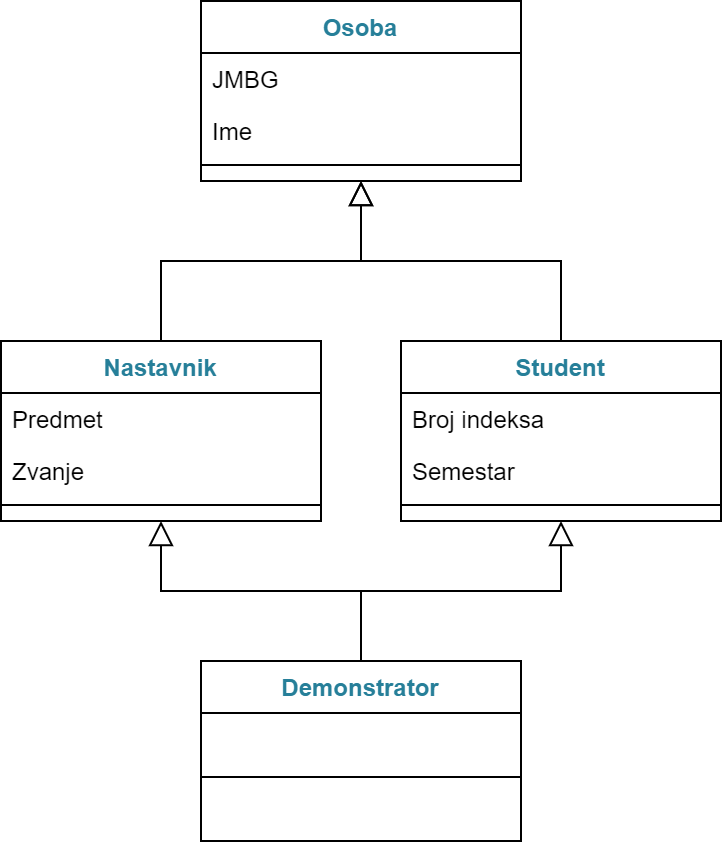 Osoba
JMBG
Ime
Nastavnik
Predmet
Zvanje
Student
Broj indeksa
Semestar
Demonstrator